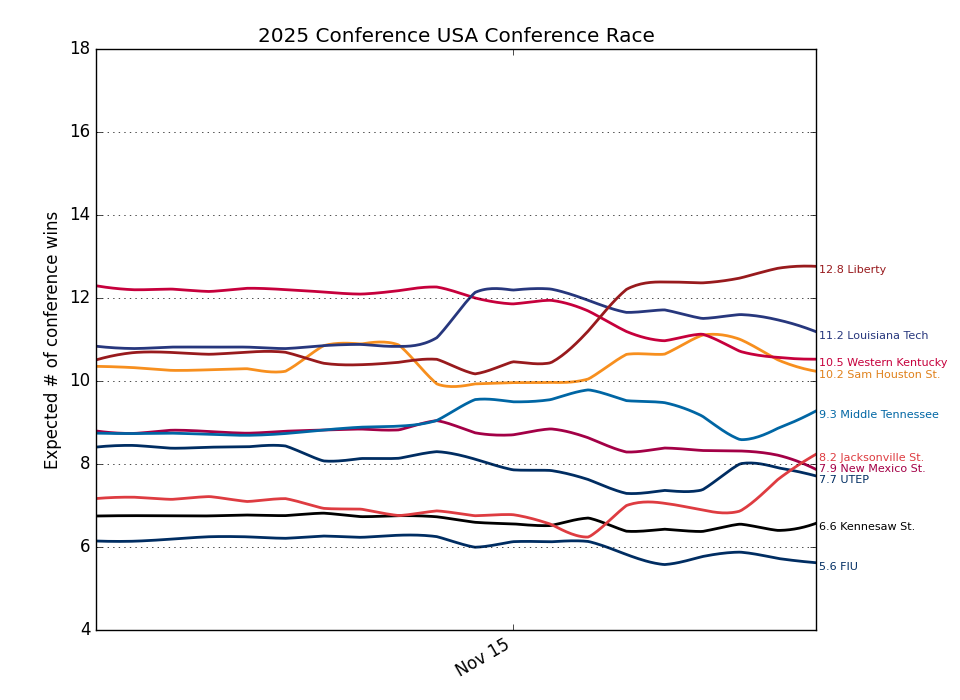 2025 Conference USA Conference Race
Expected # of conference wins
18
16
14
12
10
8
6
4
Nov 15
12.8 Liberty
11.2 Louisiana Tech
10.5 Western Kentucky
10.2 Sam Houston St.
9.3 Middle Tennessee
8.2 Jacksonville St.
7.9 New Mexico St.
7.7 UTEP
6.6 Kennesaw St.
5.6 FIU